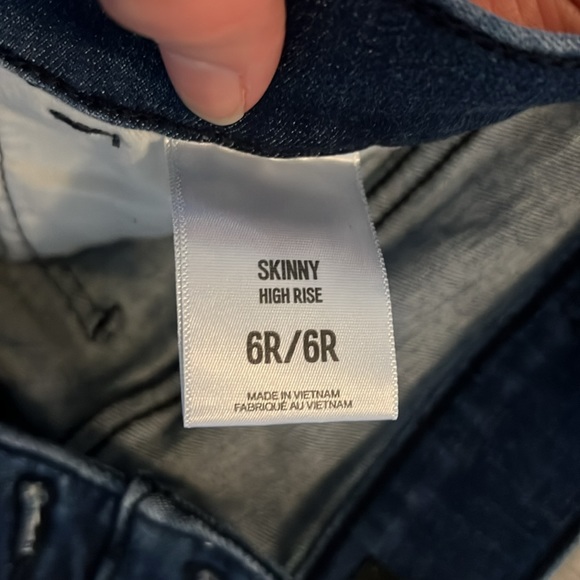 SKINNY
HIGH RISE
6R/6R
MADE IN VIETNAM
FABRIQUÉ AU VIETNAM